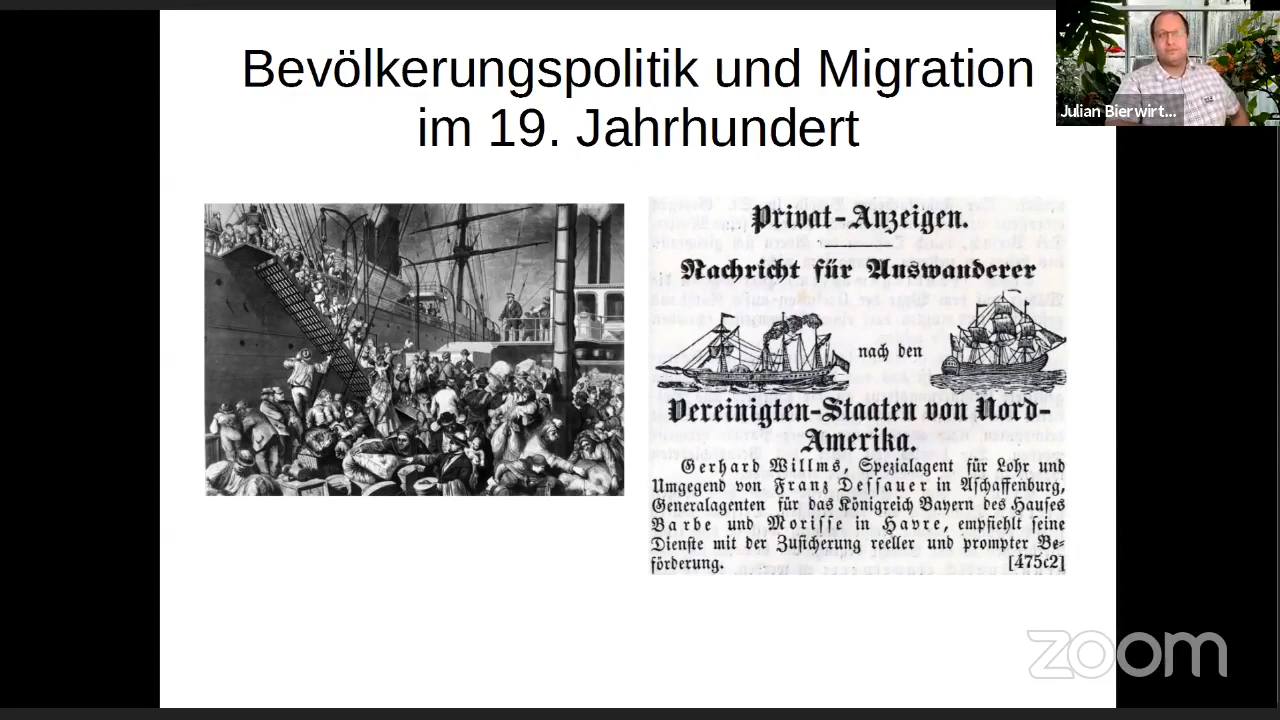 Bevölkerungspolitik und Migration
im 19. Jahrhundert
Julian Bierwirt...
Privat-Anzeigen.
Nachricht für Auswanderer
nach den
Vereinigten-Staaten von Nord-
Amerika.
Gerhard Willms, Spezialagent für Lohr und
Umgegend von Franz Dessauer in Aschaffenburg,
Generalagenten für das Königreich Bayern des Hauses
Barbe und Morisse in Havre, empfiehlt seine
Dienste mit der Zusicherung reeller und prompter Be-
förderung. [475c2]
zoom